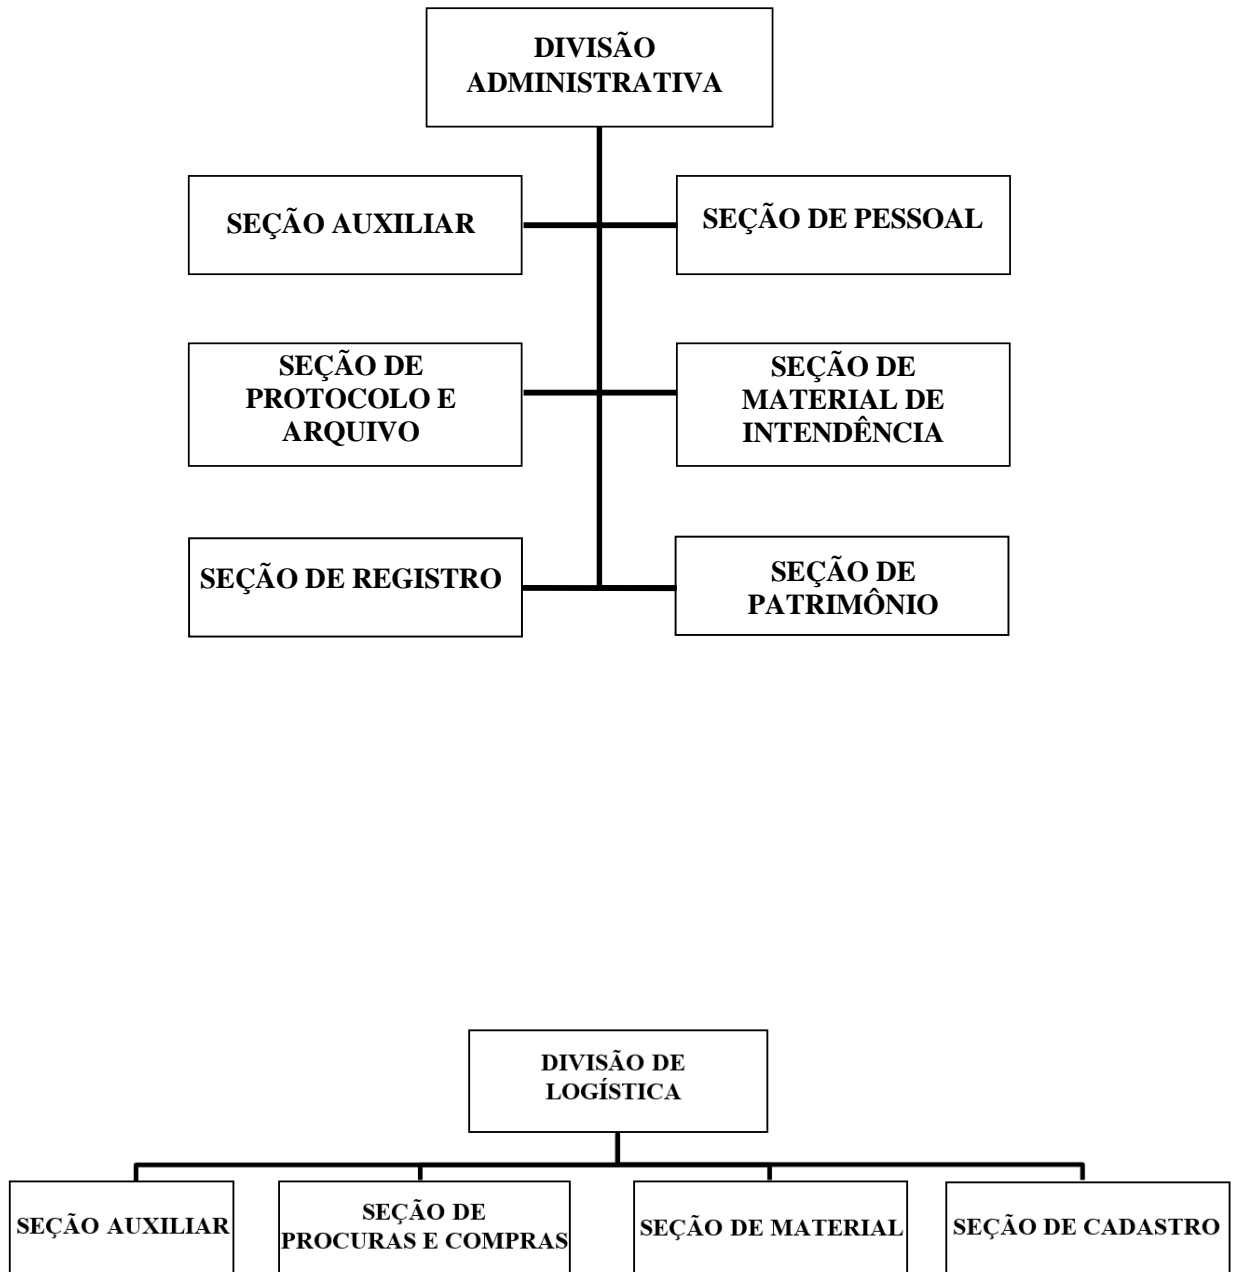 DIVISÃO
ADMINISTRATIVA
SEÇÃO AUXILIAR
SEÇÃO DE PESSOAL
SEÇÃO DE
PROTOCOLO E
ARQUIVO
SEÇÃO DE
MATERIAL DE
INTENDÊNCIA
SEÇÃO DE REGISTRO
SEÇÃO DE
PATRIMÔNIO
DIVISÃO DE
LOGÍSTICA
SEÇÃO AUXILIAR
SEÇÃO DE
PROCURAS E COMPRAS
SEÇÃO DE MATERIAL
SEÇÃO DE CADASTRO